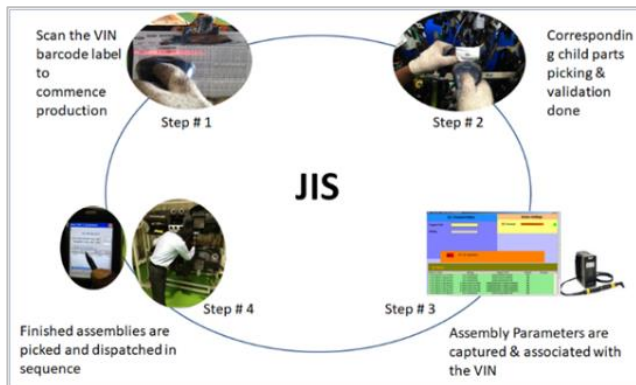 Scan the VIN
barcode label
to
commence
production
Step # 1
Correspondin
g child parts
picking &
validation
done
Step # 2
JIS
Step # 4
Finished assemblies are
picked and dispatched in
sequence
Step # 3
Assembly Parameters are
captured & associated with
the VIN